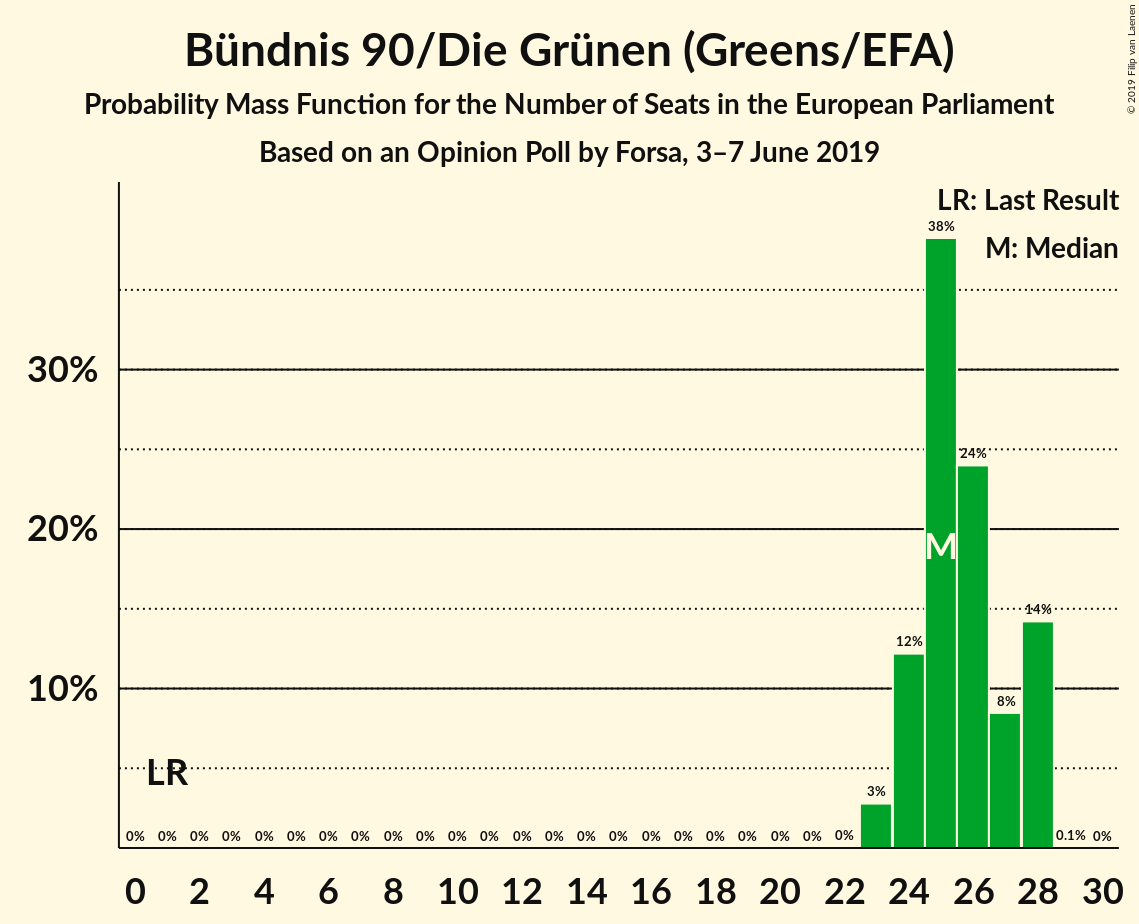 Bündnis 90/Die Grünen (Greens/EFA)
Probability Mass Function for the Number of Seats in the European Parliament
Based on an Opinion Poll by Forsa, 3–7 June 2019
© 2019 Filip van Laenen
LR: Last Result
M: Median
38%
30%
24%
20%
M
14%
12%
10%
8%
LR
3%
0% 0% 0% 0% 0% 0% 0% 0% 0% 0% 0% 0% 0% 0% 0% 0% 0% 0% 0% 0% 0% 0% 0% 0.1% 0%
0 2 4 6 8 10 12 14 16 18 20 22 24 26 28 30